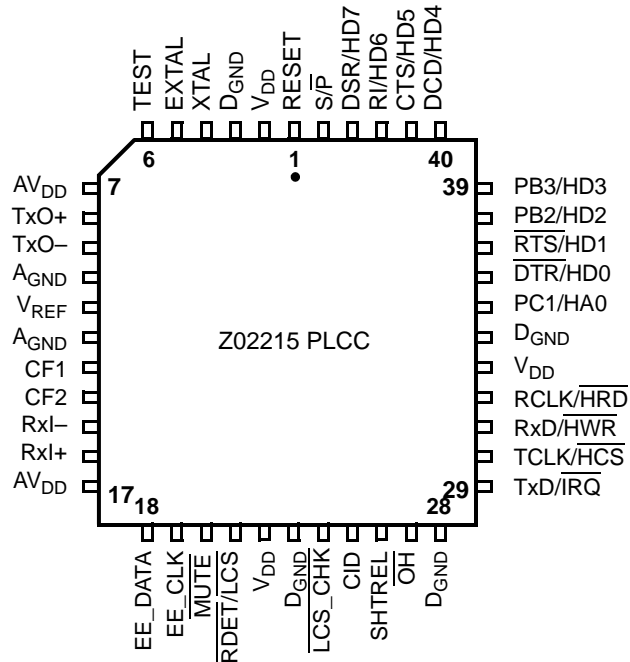 TEST
EXTAL
XTAL
DGND
VDD
RESET
S/P
DSR/HD7
RI/HD6
CTS/HD5
DCD/HD4
6
1
40
7
39
AVDD
TxO+
TxO–
AGND
VREF
AGND
CF1
CF2
RxI–
RxI+
AVDD
Z02215 PLCC
PB3/HD3
PB2/HD2
RTS/HD1
DTR/HD0
PC1/HA0
DGND
VDD
RCLK/HRD
RxD/HWR
TCLK/HCS
TxD/IRQ
17
18
29
28
EE_DATA
EE_CLK
MUTE
RDET/LCS
VDD
DGND
LCS_CHK
CID
SHTREL
OH
DGND